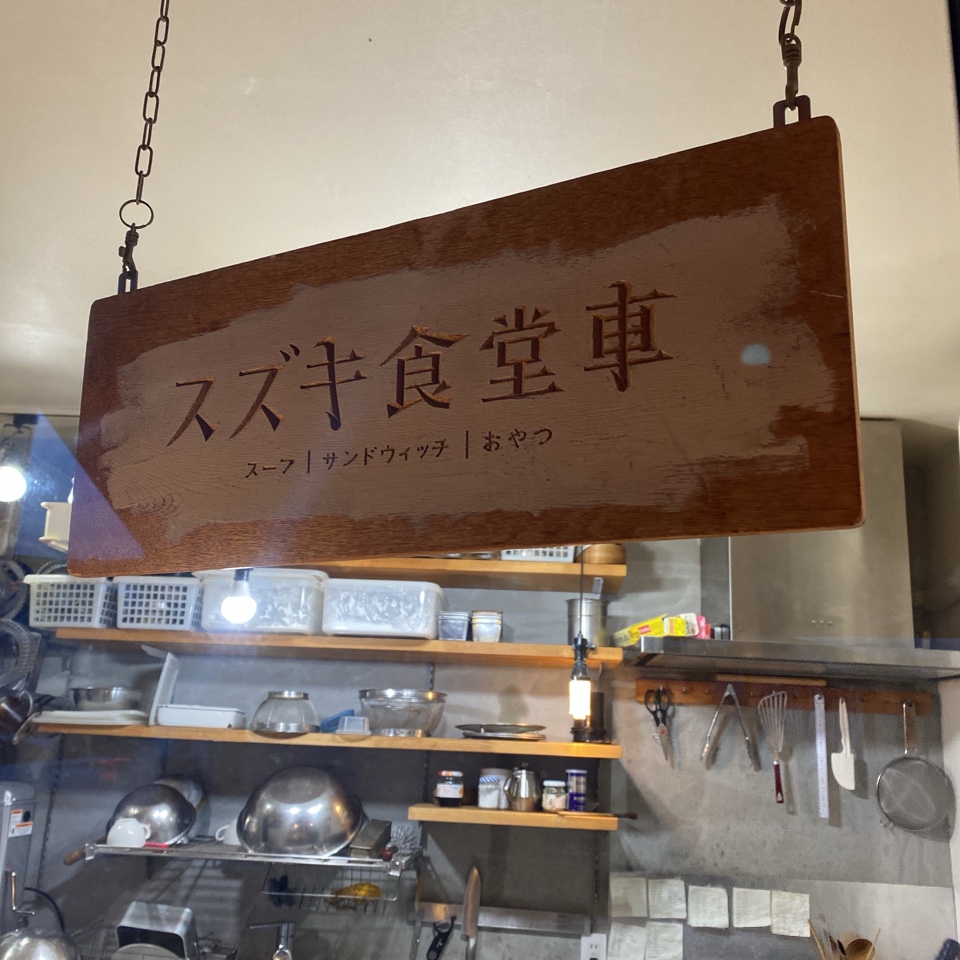 スズキ食堂車
スープ | サンドウィッチ | おやつ